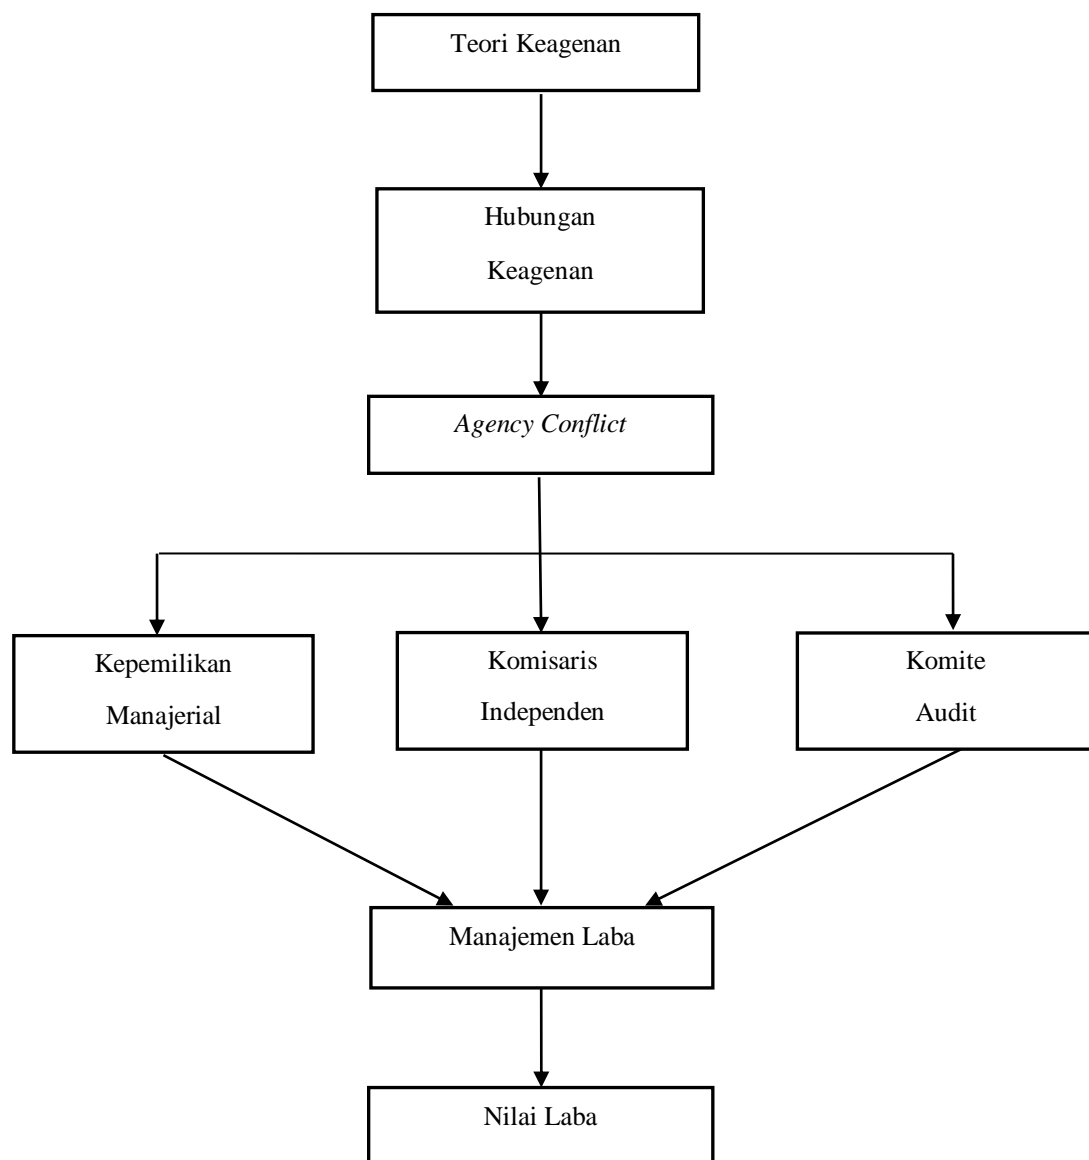 Teori Keagenan
Hubungan
Keagenan
Agency Conflict
Kepemilikan
Manajerial
Komisaris
Independen
Komite
Audit
Manajemen Laba
Nilai Laba